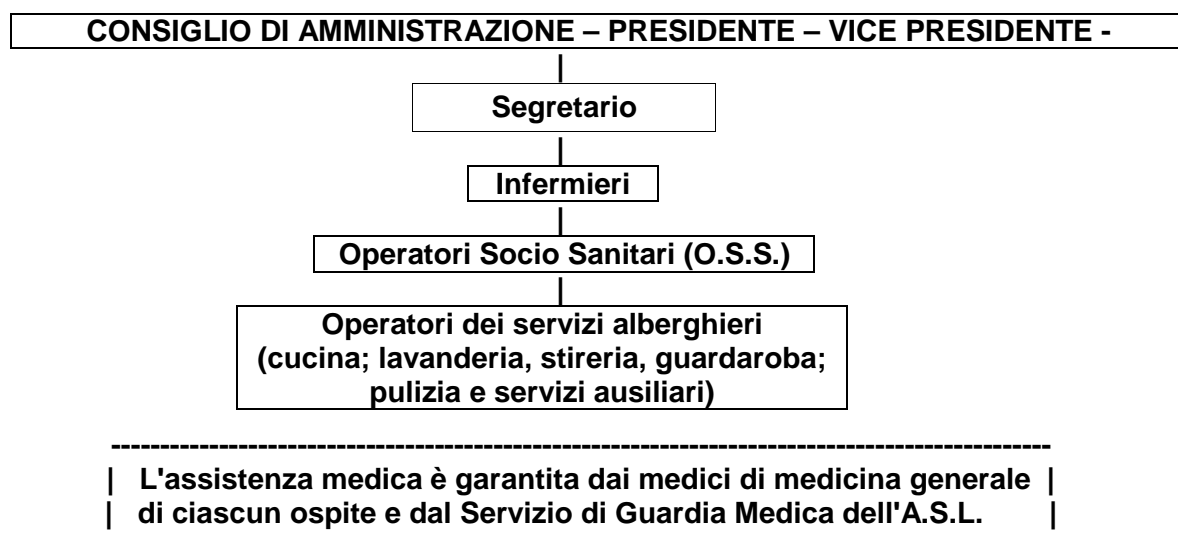 CONSIGLIO DI AMMINISTRAZIONE – PRESIDENTE – VICE PRESIDENTE -
|
Segretario
|
Infermieri
|
Operatori Socio Sanitari (O.S.S.)
|
Operatori dei servizi alberghieri
(cucina; lavanderia, stireria, guardaroba;
pulizia e servizi ausiliari)
------------------------------------------------------------------------------------------------
| L'assistenza medica è garantita dai medici di medicina generale |
| di ciascun ospite e dal Servizio di Guardia Medica dell'A.S.L. |